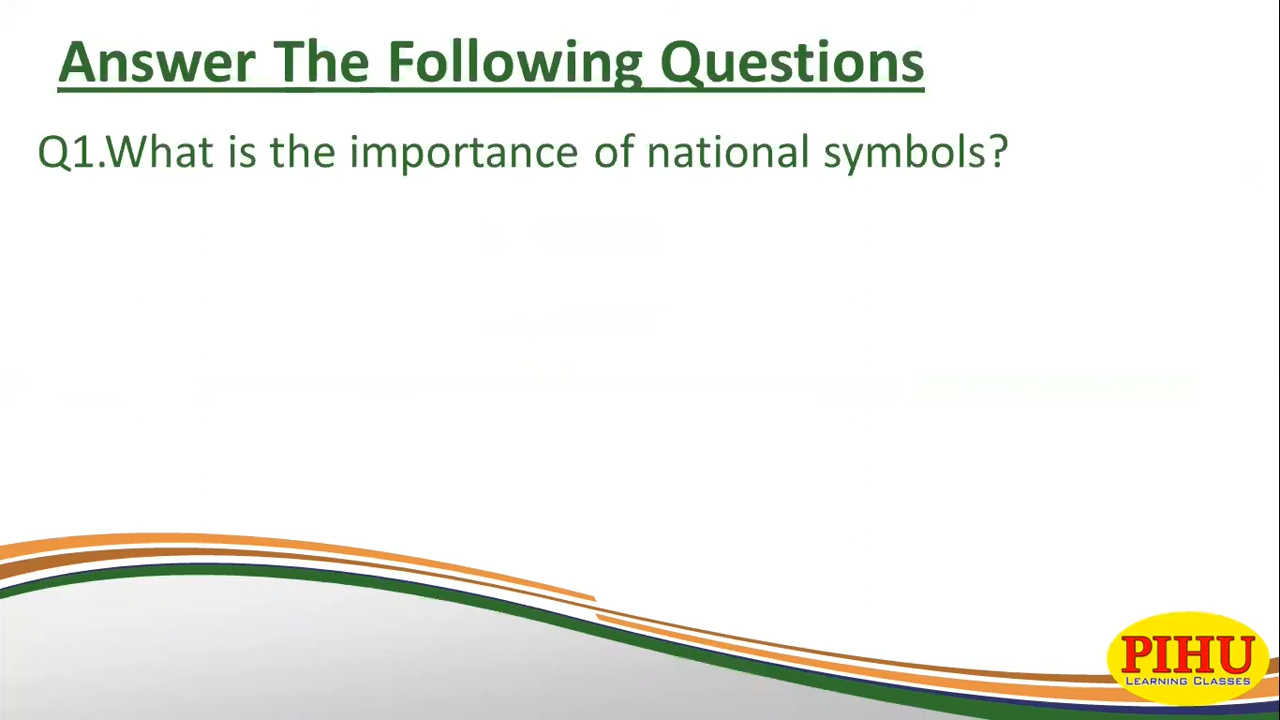 Answer The Following Questions
Q1.What is the importance of national symbols?
PIHU
LEARNING CLASSES